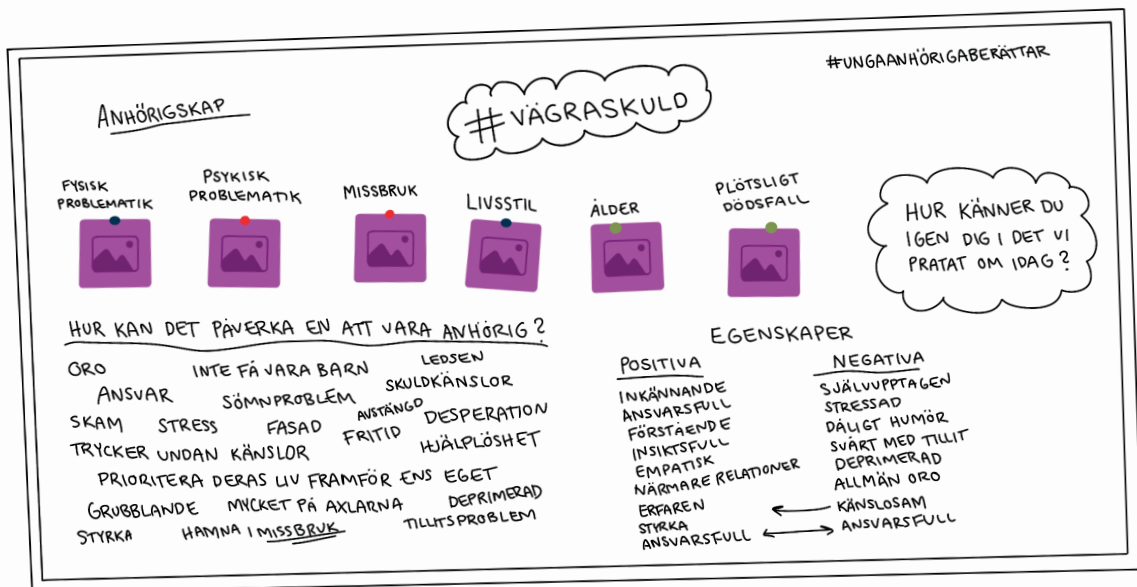 #UNGAANHÖRIGABERÄTTAR
ANHÖRIGSKAP
#VÄGRASKULD
FYSISK
PROBLEMATIK
PSYKISK
PROBLEMATIK
MISSBRUK
LIVSSTIL
ÅLDER
PLÖTSLIGT
DÖDSFALL
HUR KÄNNER DU
IGEN DIG I DET VI
PRATAT OM IDAG?
HUR KAN DET PÅVERKA EN ATT VARA ANHÖRIG?
ORO
INTE FÅ VARA BARN
LEDSEN
ANSVAR
SÖMNPROBLEM
SKULDKÄNSLOR
SKAM
STRESS
FASAD
AVSTÄNGD
FRITID
DESPERATION
TRYCKER UNDAN KÄNSLOR
HJÄLPLÖSHET
PRIORITERA DERAS LIV FRAMFÖR ENS EGET
GRUBBLANDE
MYCKET PÅ AXLARNA
DEPRIMERAD
STYRKA
HAMNA I MISSBRUK
TILLITSPROBLEM
EGENSKAPER
POSITIVA
INKÄNNANDE
ANSVARSFULL
FÖRSTÅENDE
INSIKTSFULL
EMPATISK
NÄRMARE RELATIONER
ERFAREN
STYRKA
ANSVARSFULL
NEGATIVA
SJÄLVUPPTAGEN
STRESSAD
DÅLIGT HUMÖR
SVÅRT MED TILLIT
DEPRIMERAD
ALLMÄN ORO
KÄNSLOSAM
ANSVARSFULL